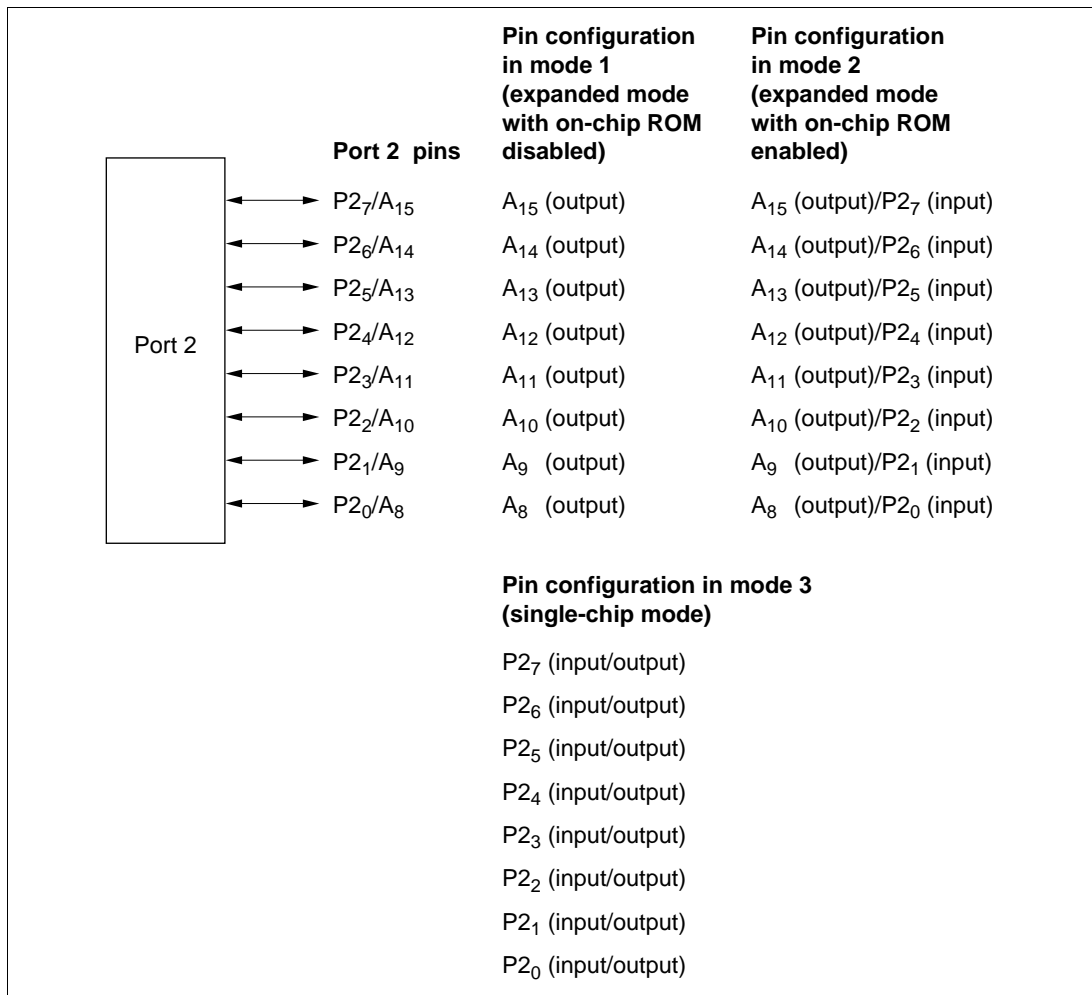 Pin configuration
in mode 1
(expanded mode
with on-chip ROM
disabled)
Pin configuration
in mode 2
(expanded mode
with on-chip ROM
enabled)
Port 2 pins
Port 2
P2₇/A₁₅ A₁₅ (output) A₁₅ (output)/P2₇ (input)
P2₆/A₁₄ A₁₄ (output) A₁₄ (output)/P2₆ (input)
P2₅/A₁₃ A₁₃ (output) A₁₃ (output)/P2₅ (input)
P2₄/A₁₂ A₁₂ (output) A₁₂ (output)/P2₄ (input)
P2₃/A₁₁ A₁₁ (output) A₁₁ (output)/P2₃ (input)
P2₂/A₁₀ A₁₀ (output) A₁₀ (output)/P2₂ (input)
P2₁/A₉ A₉ (output) A₉ (output)/P2₁ (input)
P2₀/A₈ A₈ (output) A₈ (output)/P2₀ (input)
Pin configuration in mode 3
(single-chip mode)
P2₇ (input/output)
P2₆ (input/output)
P2₅ (input/output)
P2₄ (input/output)
P2₃ (input/output)
P2₂ (input/output)
P2₁ (input/output)
P2₀ (input/output)